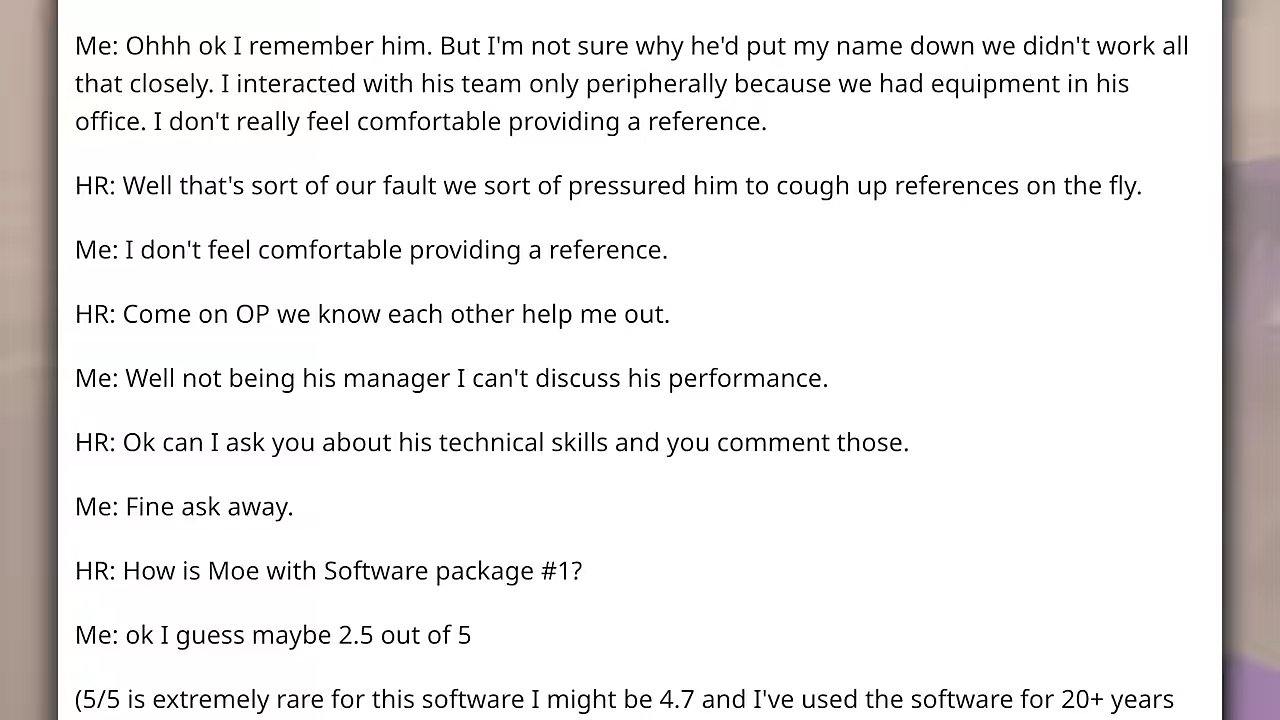 Me: Ohhh ok I remember him. But I'm not sure why he'd put my name down we didn't work all
that closely. I interacted with his team only peripherally because we had equipment in his
office. I don't really feel comfortable providing a reference.
HR: Well that's sort of our fault we sort of pressured him to cough up references on the fly.
Me: I don't feel comfortable providing a reference.
HR: Come on OP we know each other help me out.
Me: Well not being his manager I can't discuss his performance.
HR: Ok can I ask you about his technical skills and you comment those.
Me: Fine ask away.
HR: How is Moe with Software package #1?
Me: ok I guess maybe 2.5 out of 5
(5/5 is extremely rare for this software I might be 4.7 and I've used the software for 20+ years